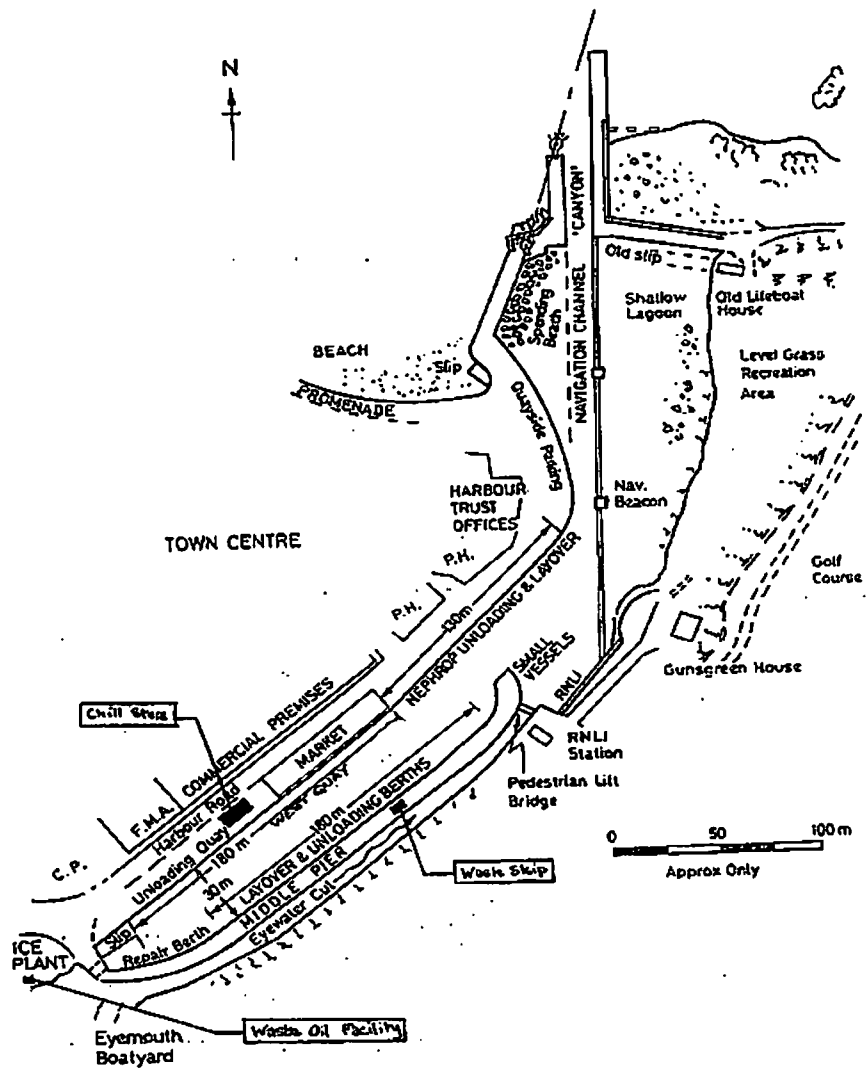 N
'CANYON'
NAVIGATION CHANNEL
Old slip
Shallow
Lagoon
Old Lifeboat
House
Spending
Beach
BEACH
Slip
PROMENADE
Level Grass
Recreation
Area
Quayside Parking
HARBOUR
TRUST
OFFICES
Nav.
Beacon
TOWN CENTRE
P.H.
P.H.
Golf
Course
130m
NEPHROP UNLOADING & LAYOVER
SMALL
VESSELS
RNLI
Gunsgreen House
Chill Store
COMMERCIAL PREMISES
MARKET
RNLI
Station
Pedestrian Lift
Bridge
F.M.A.
Harbour Road
WEST QUAY
160m
LAYOVER & UNLOADING BERTHS
0 50 100 m
Approx Only
C.P.
Unloading Quay
180 m
30m
MIDDLE PIER
Eyewater Cut
Waste Skip
Slip
Repair Berth
ICE
PLANT
Waste Oil Facility
Eyemouth
Boatyard